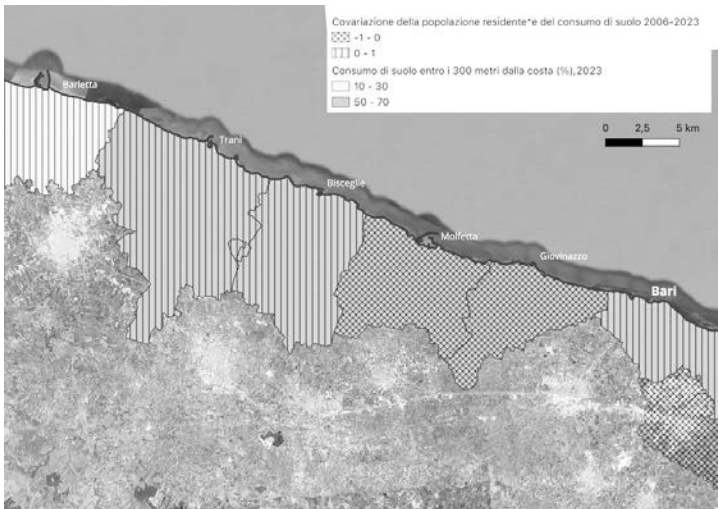 Covariazione della popolazione residente*e del consumo di suolo 2006-2023
-1 - 0
0 - 1
Consumo di suolo entro i 300 metri dalla costa (%),2023
10 - 30
50 - 70
0 2,5 5 km
Barletta
Trani
Bisceglie
Molfetta
Giovinazzo
Bari